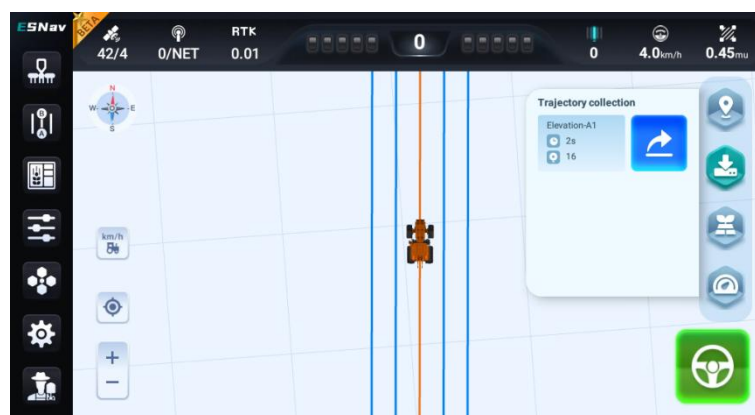 ESNav
BETA
42/4
0/NET
RTK
0.01
0
0
4.0km/h
0.45mu
N
W
E
S
km/h
Trajectory collection
Elevation-A1
2s
16
B
A
+
−